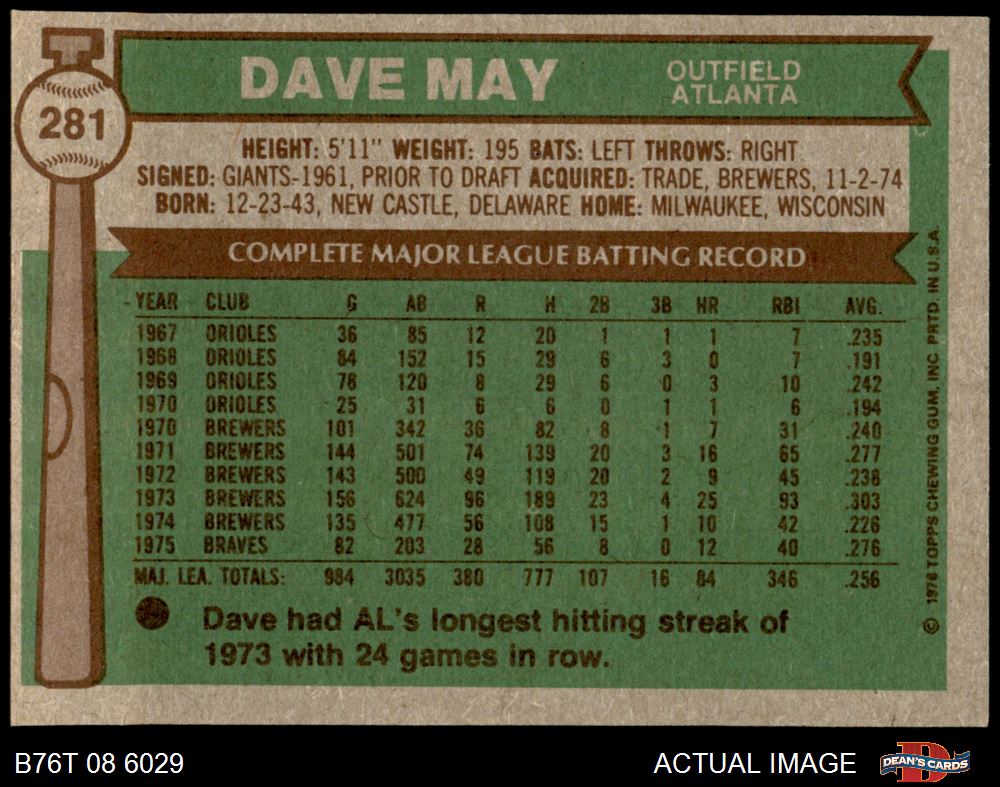 DAVE MAY OUTFIELD
ATLANTA
281
HEIGHT: 5'11" WEIGHT: 195 BATS: LEFT THROWS: RIGHT
SIGNED: GIANTS-1961, PRIOR TO DRAFT ACQUIRED: TRADE, BREWERS, 11-2-74
BORN: 12-23-43, NEW CASTLE, DELAWARE HOME: MILWAUKEE, WISCONSIN
COMPLETE MAJOR LEAGUE BATTING RECORD
YEAR CLUB G AB R H 2B 3B HR RBI AVG.
1967 ORIOLES 36 85 12 20 1 1 1 7 .235
1968 ORIOLES 84 152 15 29 6 3 0 7 .191
1969 ORIOLES 78 120 8 29 6 0 3 10 .242
1970 ORIOLES 25 31 6 6 0 1 1 6 .194
1970 BREWERS 101 342 36 82 8 1 7 31 .240
1971 BREWERS 144 501 74 139 20 3 16 65 .277
1972 BREWERS 143 500 49 119 20 2 9 45 .238
1973 BREWERS 156 624 96 189 23 4 25 93 .303
1974 BREWERS 135 477 56 108 15 1 10 42 .226
1975 BRAVES 82 203 28 56 8 0 12 40 .276
MAJ. LEA. TOTALS: 984 3035 380 777 107 16 84 346 .256
Dave had AL's longest hitting streak of
1973 with 24 games in row.
© 1976 TOPPS CHEWING GUM, INC. PRTD. IN U.S.A.
B76T 08 6029 ACTUAL IMAGE DEAN'S CARDS